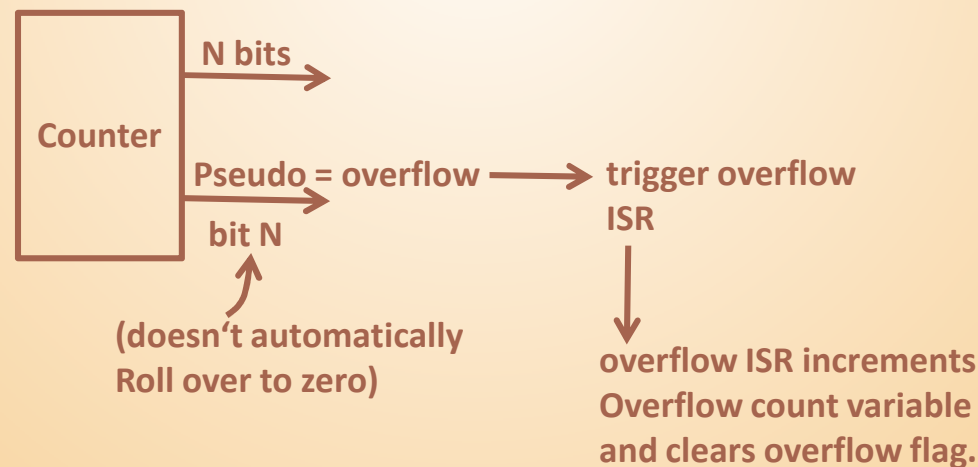 N bits
Counter
Pseudo = overflow
bit N
trigger overflow
ISR
(doesn‘t automatically
Roll over to zero)
overflow ISR increments
Overflow count variable
and clears overflow flag.